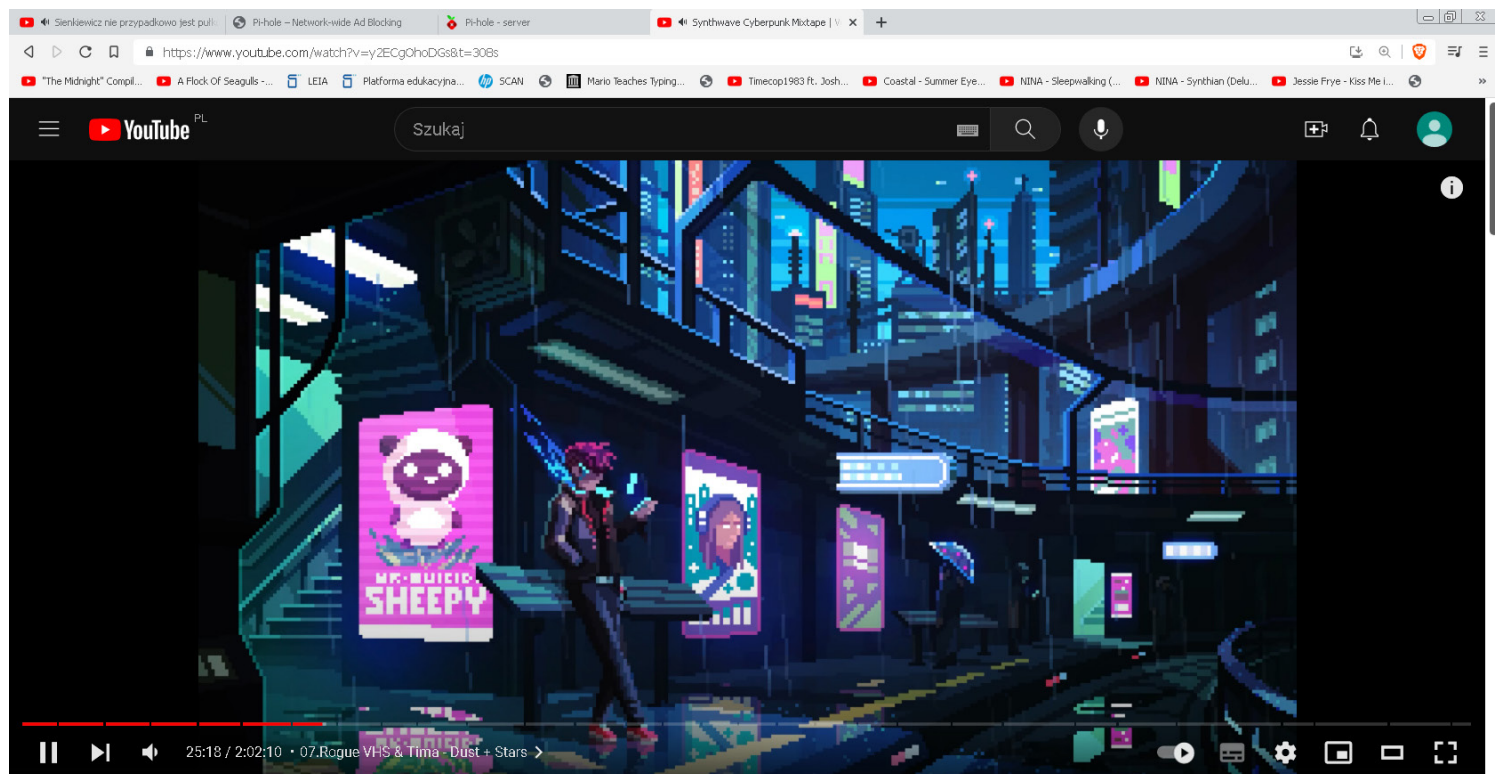 Sienkiewicz nie przypadkowo jest pułk
Pi-hole – Network-wide Ad Blocking
Pi-hole - server
Synthwave Cyberpunk Mixtape | V
https://www.youtube.com/watch?v=y2ECgOhoDGs&t=308s
"The Midnight" Compil...
A Flock Of Seagulls -...
LEIA
Platforma edukacyjna...
SCAN
Mario Teaches Typing...
Timecop1983 ft. Josh...
Coastal - Summer Eye...
NINA - Sleepwalking (...
NINA - Synthian (Delu...
Jessie Frye - Kiss Me i...
»
YouTube PL
Szukaj
MR·SUICIDE
SHEEPY
25:18 / 2:02:10 • 07.Rogue VHS & Tima - Dust + Stars >